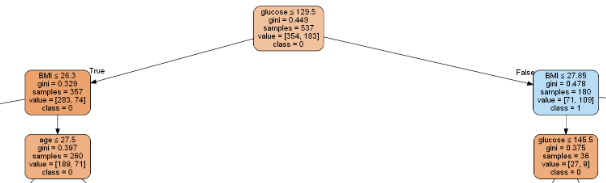 glucose ≤ 129.5
gini = 0.449
samples = 537
value = [354, 183]
class = 0
True
False
BMI ≤ 26.3
gini = 0.329
samples = 357
value = [283, 74]
class = 0
BMI ≤ 27.85
gini = 0.478
samples = 180
value = [71, 109]
class = 1
age ≤ 27.5
gini = 0.397
samples = 260
value = [189, 71]
class = 0
glucose ≤ 145.5
gini = 0.375
samples = 36
value = [27, 9]
class = 0